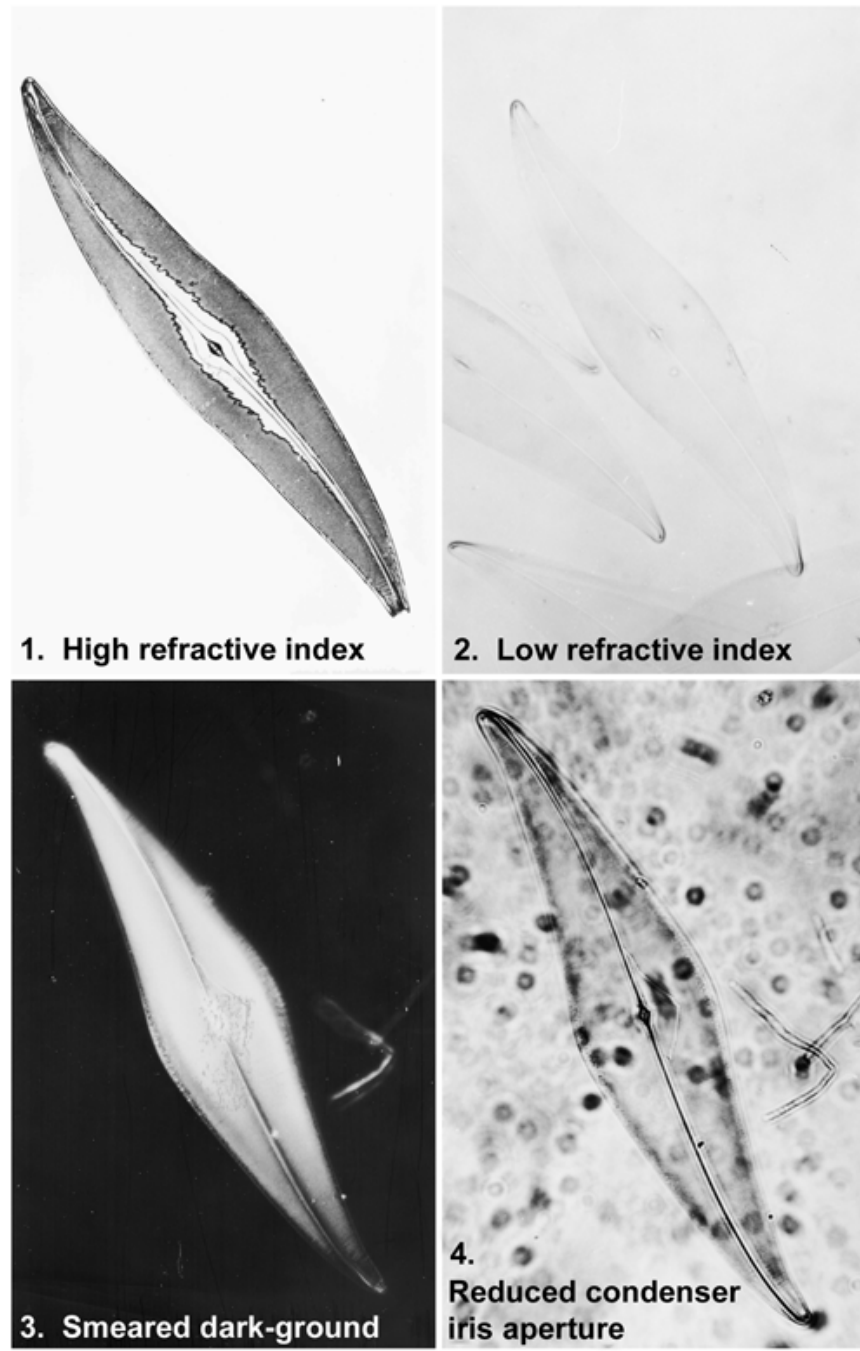 1. High refractive index
2. Low refractive index
3. Smeared dark-ground
4.
Reduced condenser
iris aperture